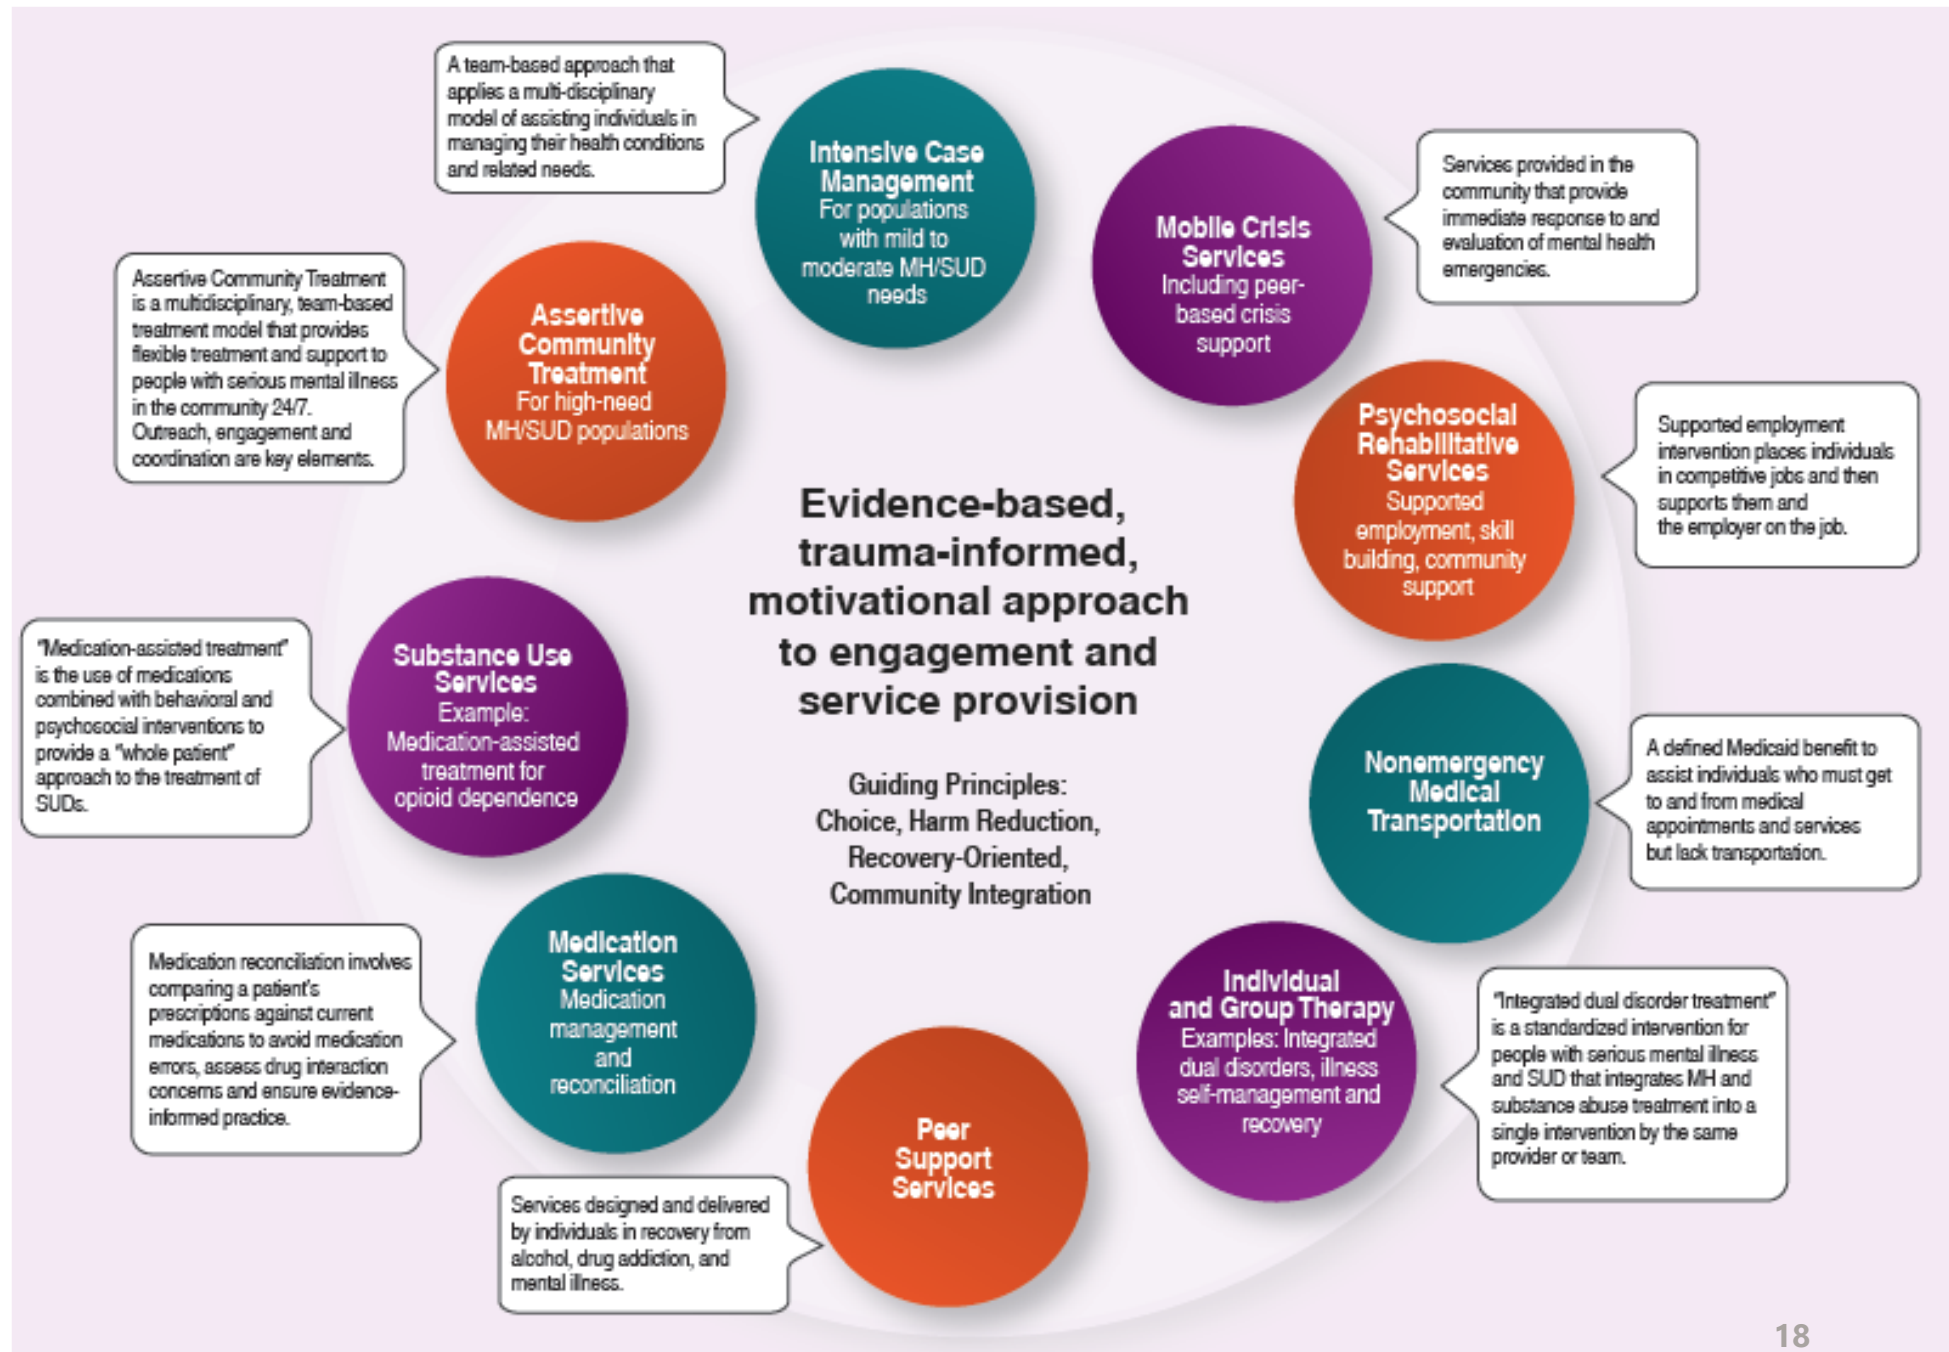 A team-based approach that
applies a multi-disciplinary
model of assisting individuals in
managing their health conditions
and related needs.
Intensive Case
Management
For populations
with mild to
moderate MH/SUD
needs
Mobile Crisis
Services
Including peer-
based crisis
support
Services provided in the
community that provide
immediate response to and
evaluation of mental health
emergencies.
Assertive Community Treatment
is a multidisciplinary, team-based
treatment model that provides
flexible treatment and support to
people with serious mental illness
in the community 24/7.
Outreach, engagement and
coordination are key elements.
Assertive
Community
Treatment
For high-need
MH/SUD populations
Psychosocial
Rehabilitative
Services
Supported
employment, skill
building, community
support
Supported employment
intervention places individuals
in competitive jobs and then
supports them and
the employer on the job.
Evidence-based,
trauma-informed,
motivational approach
to engagement and
service provision
Guiding Principles:
Choice, Harm Reduction,
Recovery-Oriented,
Community Integration
"Medication-assisted treatment"
is the use of medications
combined with behavioral and
psychosocial interventions to
provide a "whole patient"
approach to the treatment of
SUDs.
Substance Use
Services
Example:
Medication-assisted
treatment for
opioid dependence
Nonemergency
Medical
Transportation
A defined Medicaid benefit to
assist individuals who must get
to and from medical
appointments and services
but lack transportation.
Medication reconciliation involves
comparing a patient's
prescriptions against current
medications to avoid medication
errors, assess drug interaction
concerns and ensure evidence-
informed practice.
Medication
Services
Medication
management
and
reconciliation
Individual
and Group Therapy
Examples: Integrated
dual disorders, illness
self-management and
recovery
"Integrated dual disorder treatment"
is a standardized intervention for
people with serious mental illness
and SUD that integrates MH and
substance abuse treatment into a
single intervention by the same
provider or team.
Peer
Support
Services
Services designed and delivered
by individuals in recovery from
alcohol, drug addiction, and
mental illness.
18